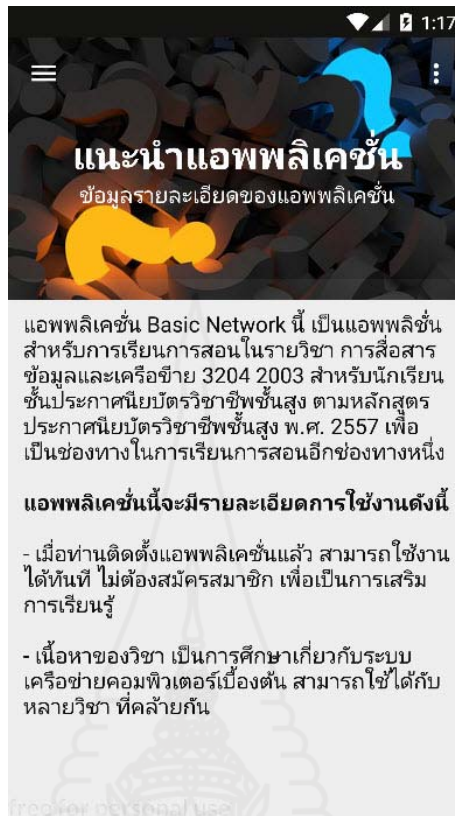 1:17
แนะนำแอพพลิเคชั่น
ข้อมูลรายละเอียดของแอพพลิเคชั่น
แอพพลิเคชั่น Basic Network นี้ เป็นแอพพลิชั่น
สำหรับการเรียนการสอนในรายวิชา การสื่อสาร
ข้อมูลและเครือข่าย 3204 2003 สำหรับนักเรียน
ชั้นประกาศนียบัตรวิชาชีพชั้นสูง ตามหลักสูตร
ประกาศนียบัตรวิชาชีพชั้นสูง พ.ศ. 2557 เพื่อ
เป็นช่องทางในการเรียนการสอนอีกช่องทางหนึ่ง
แอพพลิเคชั่นนี้จะมีรายละเอียดการใช้งานดังนี้
- เมื่อท่านติดตั้งแอพพลิเคชั่นแล้ว สามารถใช้งาน
ได้ทันที ไม่ต้องสมัครสมาชิก เพื่อเป็นการเสริม
การเรียนรู้
- เนื้อหาของวิชา เป็นการศึกษาเกี่ยวกับระบบ
เครือข่ายคอมพิวเตอร์เบื้องต้น สามารถใช้ได้กับ
หลายวิชา ที่คล้ายกัน
free for personal use